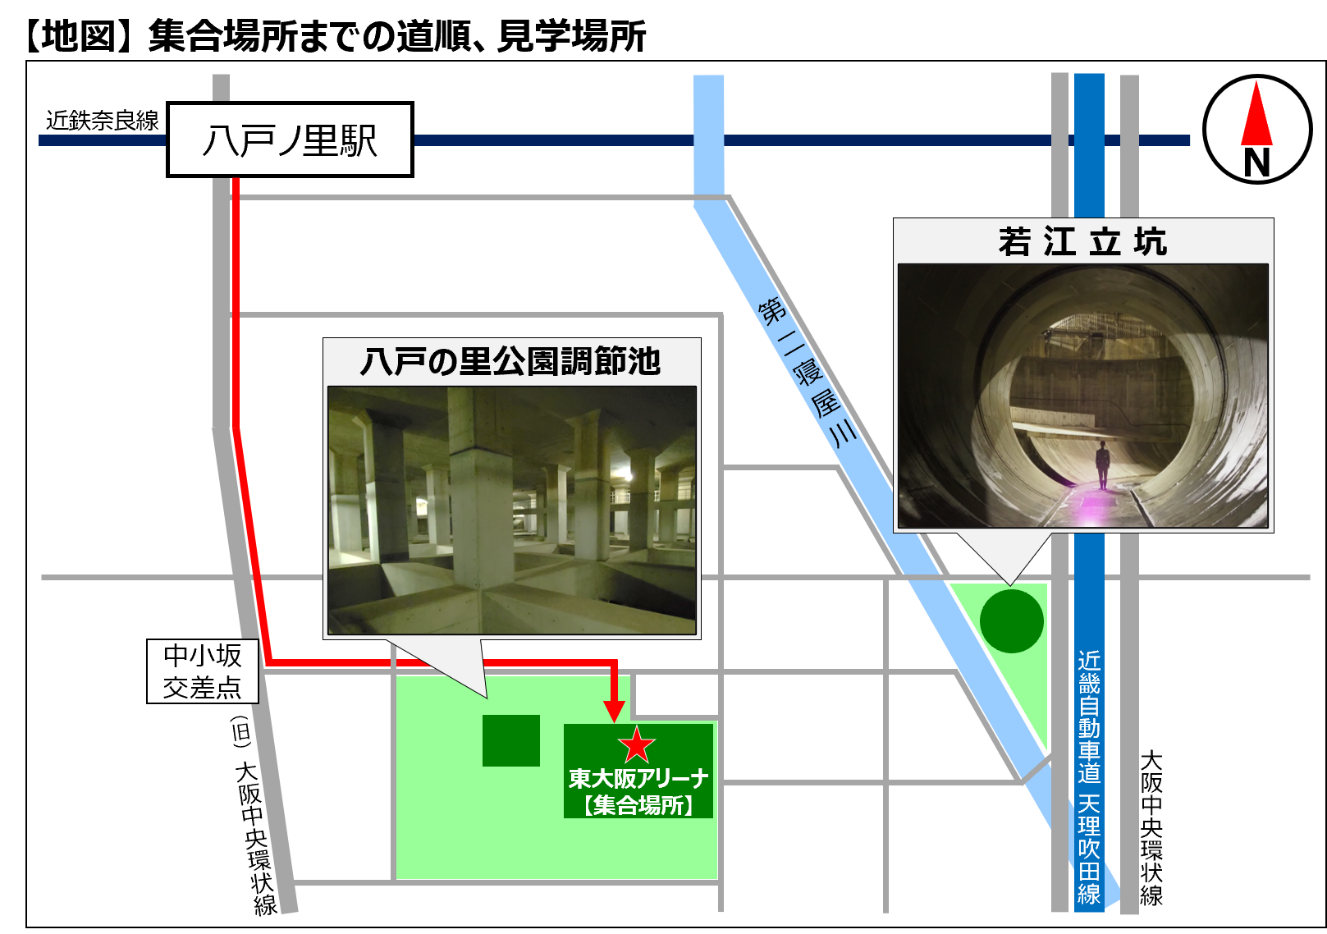 【地図】集合場所までの道順、見学場所
近鉄奈良線
八戸ノ里駅
N
若江立坑
第二寝屋川
八戸の里公園調節池
中小坂
交差点
（旧）大阪中央環状線
東大阪アリーナ
【集合場所】
近畿自動車道 天理吹田線
大阪中央環状線